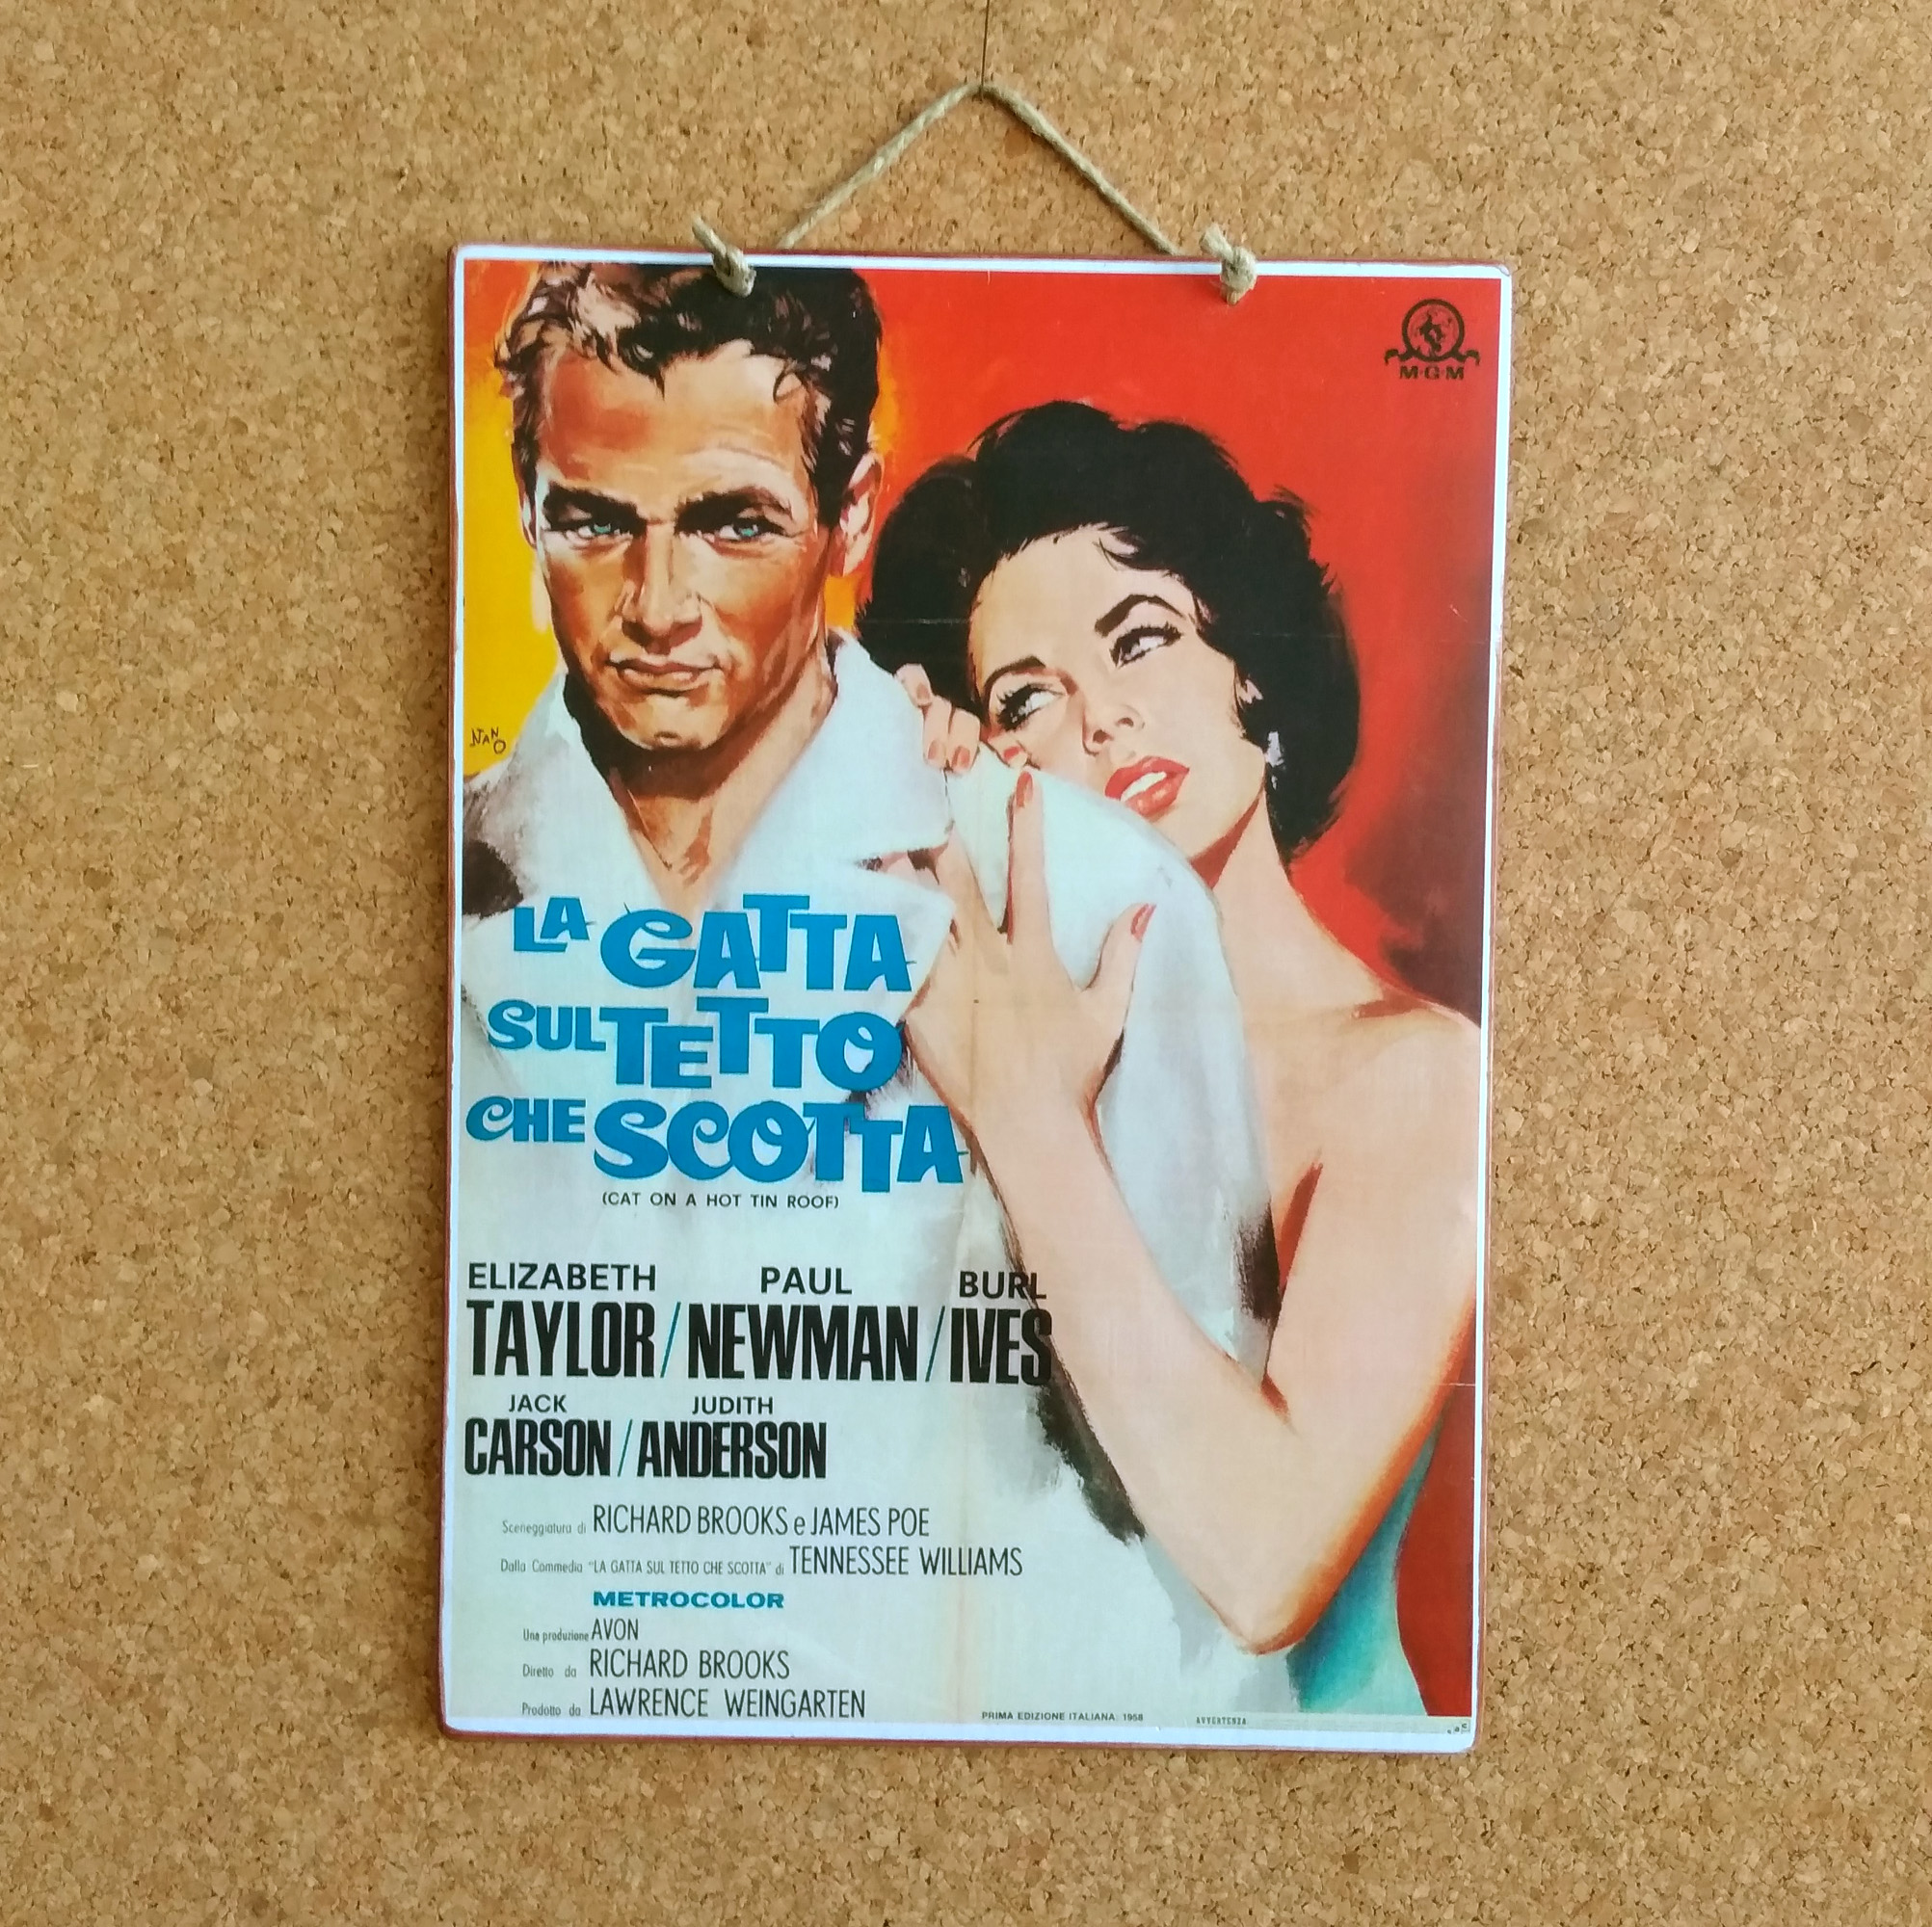 M·G·M
NANO
LA GATTA
SUL TETTO
CHE SCOTTA
(CAT ON A HOT TIN ROOF)
ELIZABETH PAUL BURL
TAYLOR / NEWMAN / IVES
JACK JUDITH
CARSON / ANDERSON
Sceneggiatura di RICHARD BROOKS e JAMES POE
Dalla Commedia "LA GATTA SUL TETTO CHE SCOTTA" di TENNESSEE WILLIAMS
METROCOLOR
Una produzione AVON
Diretto da RICHARD BROOKS
Prodotto da LAWRENCE WEINGARTEN
PRIMA EDIZIONE ITALIANA: 1958 AVVERTENZA